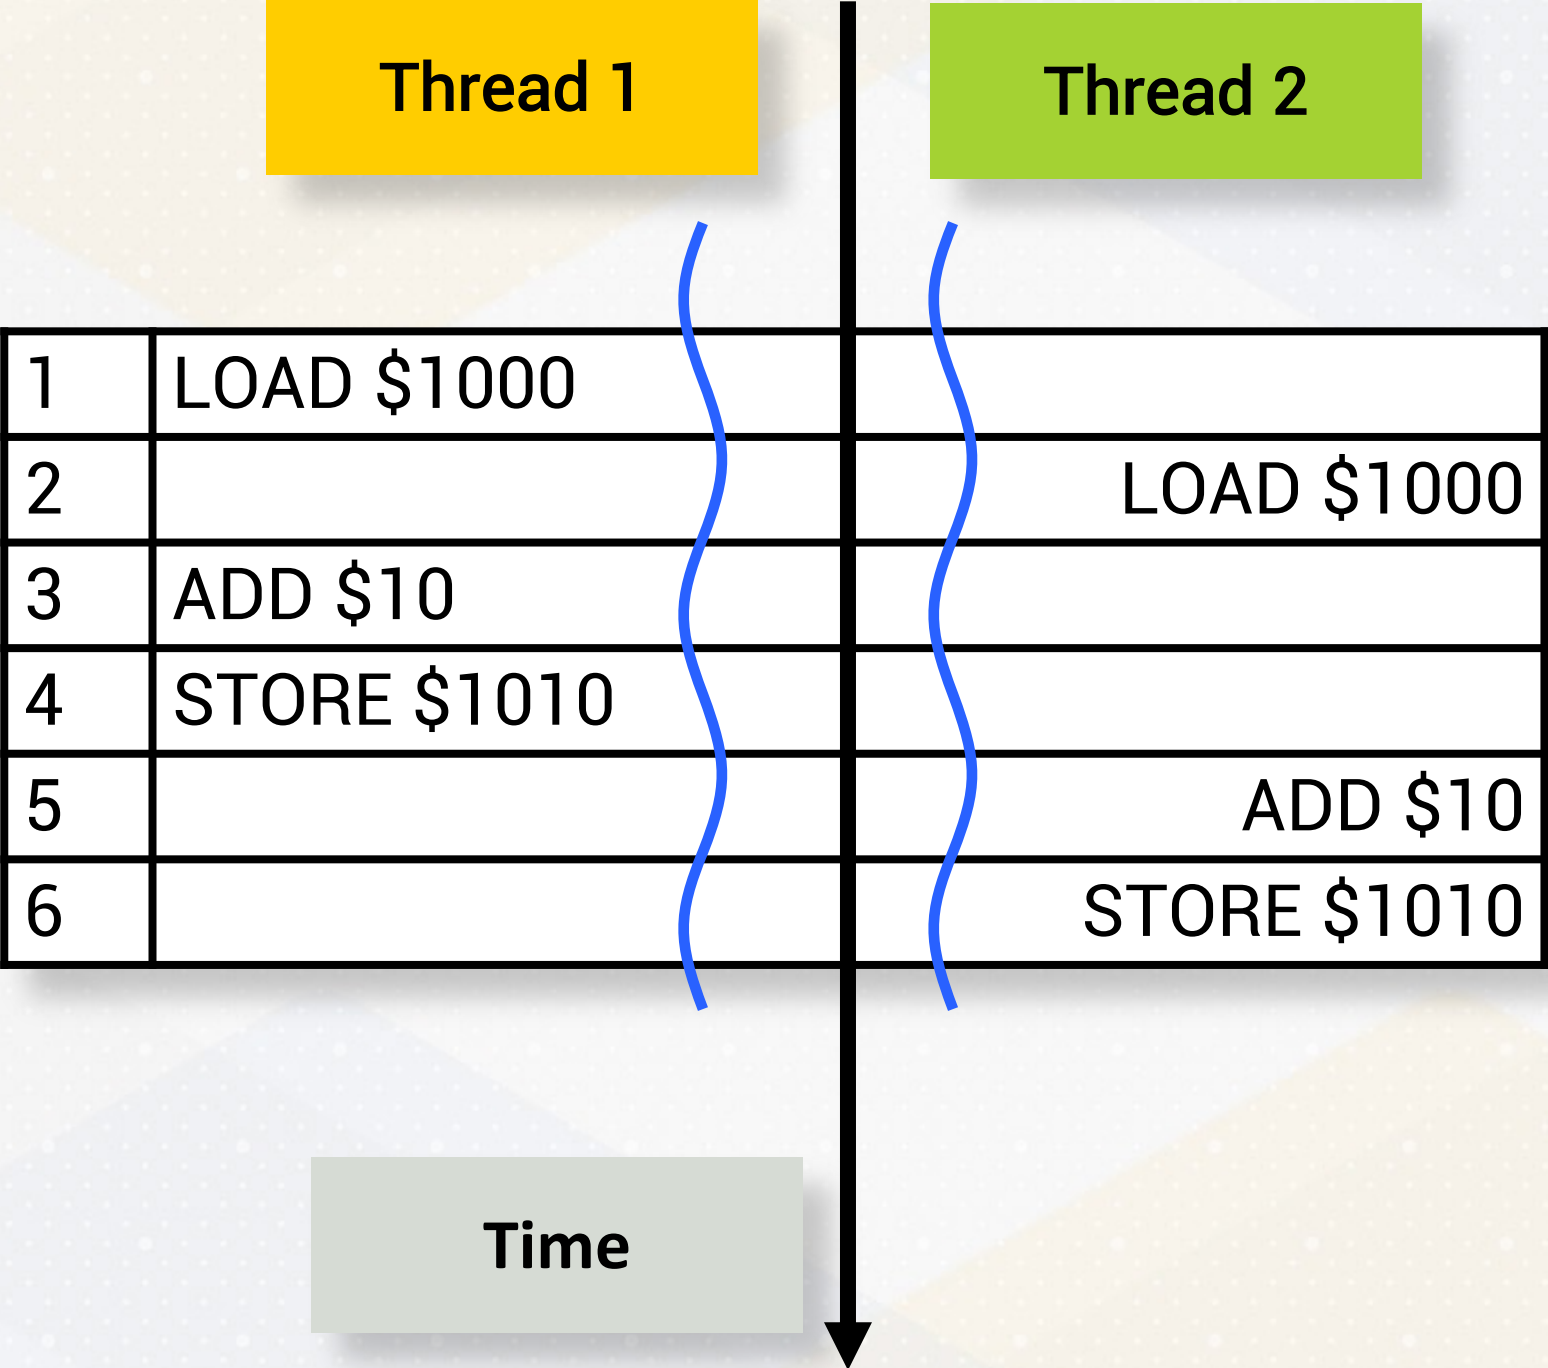 Thread 1
Thread 2
1 LOAD $1000
2 LOAD $1000
3 ADD $10
4 STORE $1010
5 ADD $10
6 STORE $1010
Time